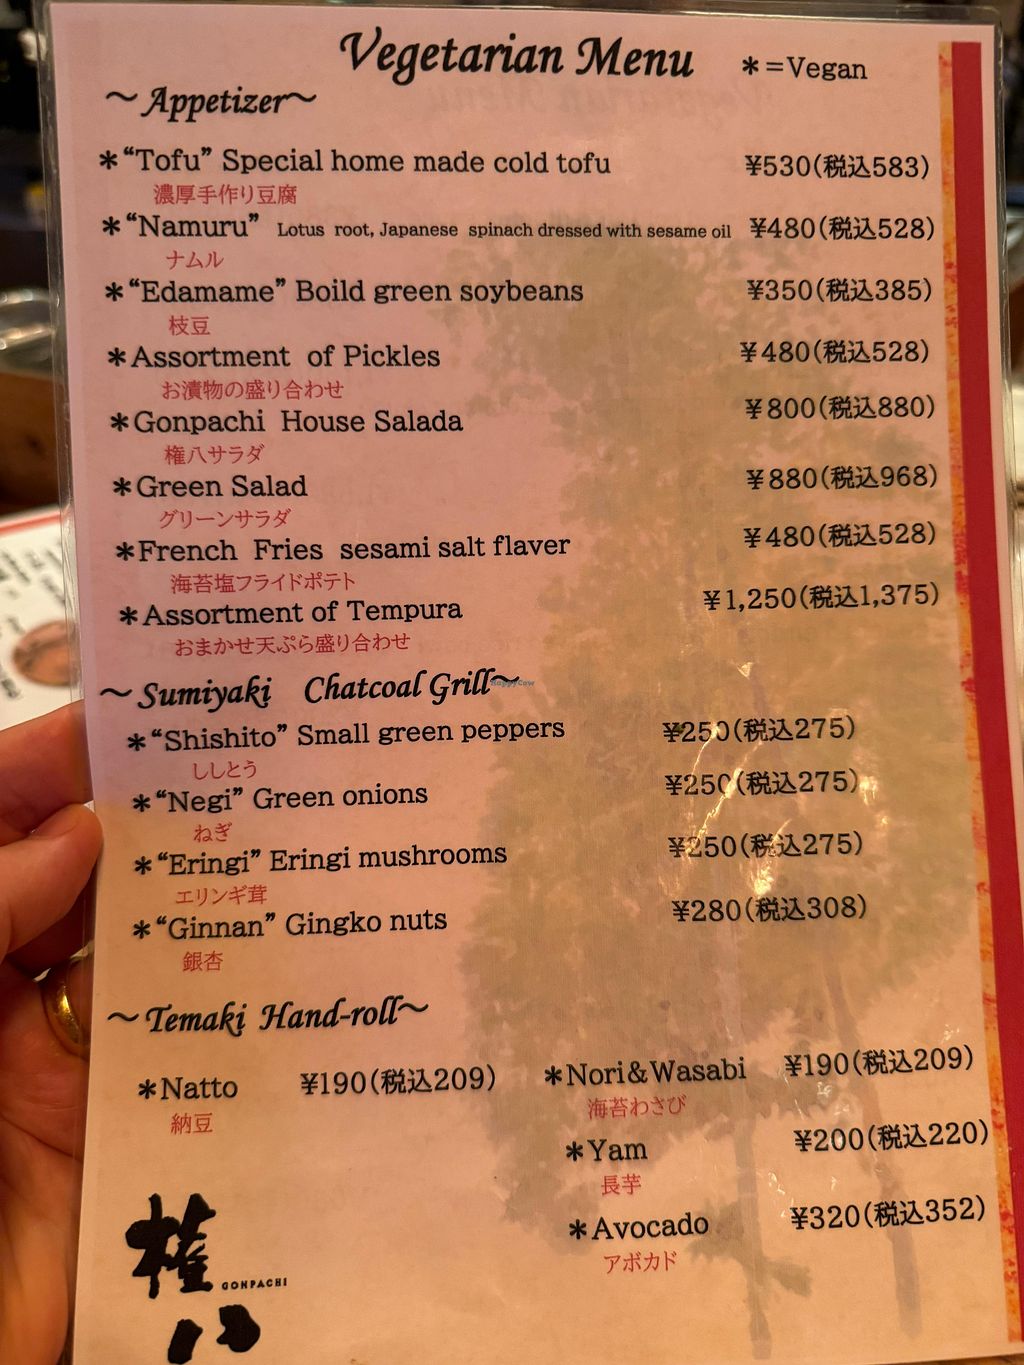 Vegetarian Menu ＊=Vegan
～Appetizer～
＊“Tofu” Special home made cold tofu ¥530(税込583)
濃厚手作り豆腐
＊“Namuru” Lotus root, Japanese spinach dressed with sesame oil ¥480(税込528)
ナムル
＊“Edamame” Boild green soybeans ¥350(税込385)
枝豆
＊Assortment of Pickles ¥480(税込528)
お漬物の盛り合わせ
＊Gonpachi House Salada ¥800(税込880)
権八サラダ
＊Green Salad ¥880(税込968)
グリーンサラダ
＊French Fries sesami salt flaver ¥480(税込528)
海苔塩フライドポテト
＊Assortment of Tempura ¥1,250(税込1,375)
おまかせ天ぷら盛り合わせ
～Sumiyaki Chatcoal Grill～
HappyCow
＊“Shishito” Small green peppers ¥250(税込275)
ししとう
＊“Negi” Green onions ¥250(税込275)
ねぎ
＊“Eringi” Eringi mushrooms ¥250(税込275)
エリンギ茸
＊“Ginnan” Gingko nuts ¥280(税込308)
銀杏
～Temaki Hand-roll～
＊Natto ¥190(税込209)
納豆
＊Nori&Wasabi ¥190(税込209)
海苔わさび
＊Yam ¥200(税込220)
長芋
＊Avocado ¥320(税込352)
アボカド
権八
GONPACHI